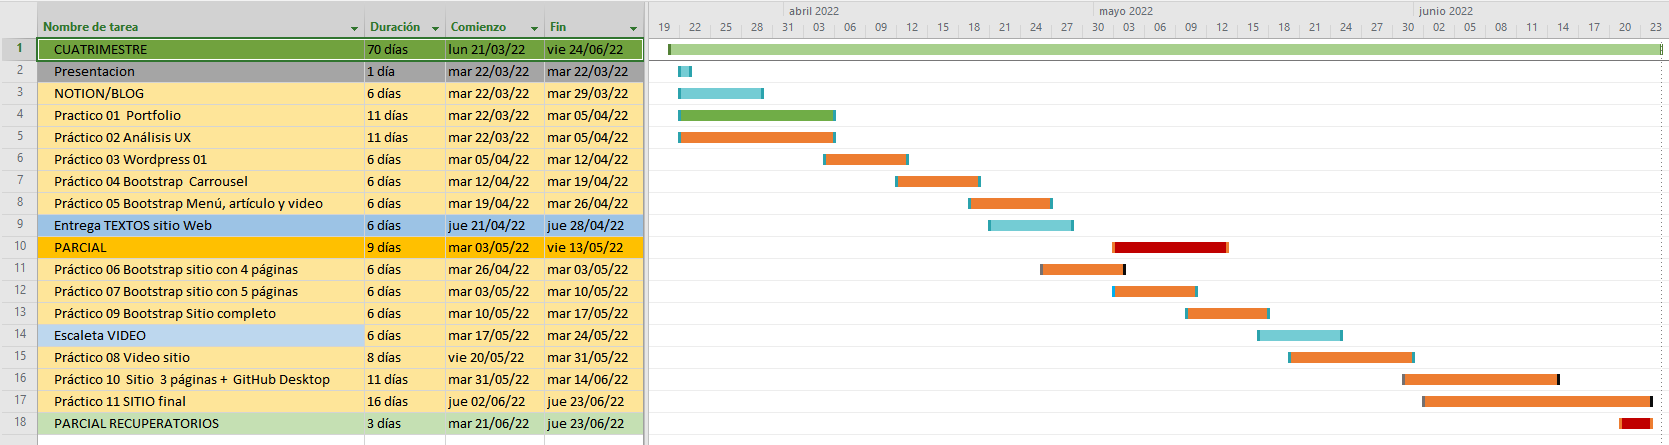 Nombre de tarea Duración Comienzo Fin
abril 2022 mayo 2022 junio 2022
19 22 25 28 31 03 06 09 12 15 18 21 24 27 30 03 06 09 12 15 18 21 24 27 30 02 05 08 11 14 17 20 23
1 CUATRIMESTRE 70 días lun 21/03/22 vie 24/06/22
2 Presentacion 1 día mar 22/03/22 mar 22/03/22
3 NOTION/BLOG 6 días mar 22/03/22 mar 29/03/22
4 Practico 01 Portfolio 11 días mar 22/03/22 mar 05/04/22
5 Práctico 02 Análisis UX 11 días mar 22/03/22 mar 05/04/22
6 Práctico 03 Wordpress 01 6 días mar 05/04/22 mar 12/04/22
7 Práctico 04 Bootstrap Carrousel 6 días mar 12/04/22 mar 19/04/22
8 Práctico 05 Bootstrap Menú, artículo y video 6 días mar 19/04/22 mar 26/04/22
9 Entrega TEXTOS sitio Web 6 días jue 21/04/22 jue 28/04/22
10 PARCIAL 9 días mar 03/05/22 vie 13/05/22
11 Práctico 06 Bootstrap sitio con 4 páginas 6 días mar 26/04/22 mar 03/05/22
12 Práctico 07 Bootstrap sitio con 5 páginas 6 días mar 03/05/22 mar 10/05/22
13 Práctico 09 Bootstrap Sitio completo 6 días mar 10/05/22 mar 17/05/22
14 Escaleta VIDEO 6 días mar 17/05/22 mar 24/05/22
15 Práctico 08 Video sitio 8 días vie 20/05/22 mar 31/05/22
16 Práctico 10 Sitio 3 páginas + GitHub Desktop 11 días mar 31/05/22 mar 14/06/22
17 Práctico 11 SITIO final 16 días jue 02/06/22 jue 23/06/22
18 PARCIAL RECUPERATORIOS 3 días mar 21/06/22 jue 23/06/22